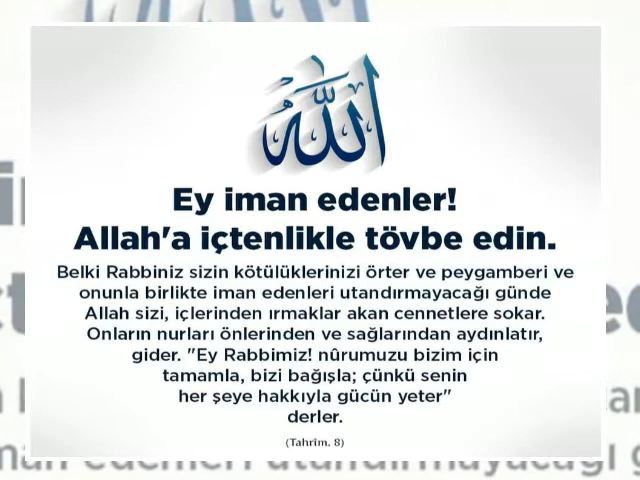 الله
Ey iman edenler!
Allah'a içtenlikle tövbe edin.
Belki Rabbiniz sizin kötülüklerinizi örter ve peygamberi ve
onunla birlikte iman edenleri utandırmayacağı günde
Allah sizi, içlerinden ırmaklar akan cennetlere sokar.
Onların nurları önlerinden ve sağlarından aydınlatır,
gider. "Ey Rabbimiz! nûrumuzu bizim için
tamamla, bizi bağışla; çünkü senin
her şeye hakkıyla gücün yeter"
derler.
(Tahrîm, 8)